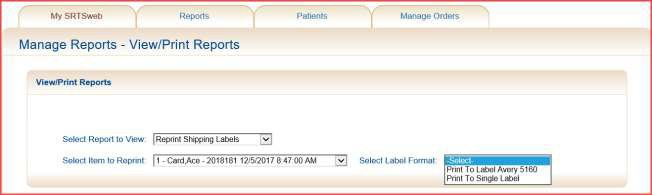 My SRTSweb Reports Patients Manage Orders
Manage Reports - View/Print Reports
View/Print Reports
Select Report to View: Reprint Shipping Labels
Select Item to Reprint: 1 - Card,Ace - 2018181 12/5/2017 8:47:00 AM Select Label Format: -Select-
Print To Label Avery 5160
Print To Single Label